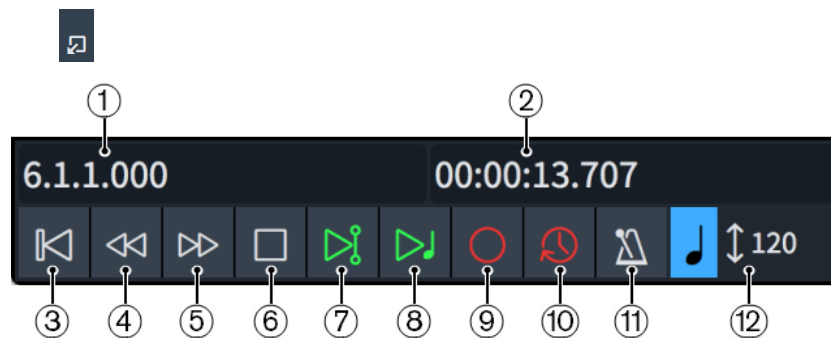 ① ②
6.1.1.000 00:00:13.707
120
③ ④ ⑤ ⑥ ⑦ ⑧ ⑨ ⑩ ⑪ ⑫